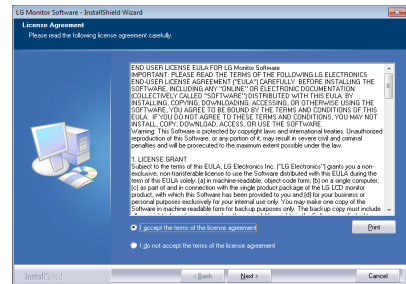 LG Monitor Software - InstallShield Wizard
License Agreement
Please read the following license agreement carefully.
END USER LICENSE EULA FOR LG Monitor Software
IMPORTANT: PLEASE READ THE TERMS OF THE FOLLOWING LG ELECTRONICS
END-USER LICENSE AGREEMENT ("EULA") CAREFULLY BEFORE INSTALLING THE
SOFTWARE, INCLUDING ANY "ONLINE" OR ELECTRONIC DOCUMENTATION
(COLLECTIVELY CALLED "SOFTWARE") DISTRIBUTED WITH THIS EULA. BY
INSTALLING, COPYING, DOWNLOADING, ACCESSING, OR OTHERWISE USING THE
SOFTWARE, YOU AGREE TO BE BOUND BY THE TERMS AND CONDITIONS OF THIS
EULA. IF YOU DO NOT AGREE TO THESE TERMS AND CONDITIONS, YOU MAY NOT
INSTALL, COPY, DOWNLOAD, ACCESS, OR USE THE SOFTWARE.
Warning: This Software is protected by copyright laws and international treaties. Unauthorized
reproduction of this Software, or any portion of it, may result in severe civil and criminal
penalties and will be prosecuted to the maximum extent possible under the law.
1. LICENSE GRANT
Subject to the terms of this EULA, LG Electronics Inc. ("LG Electronics") grants you a non-
exclusive, non-transferable license to use the Software distributed with this EULA during the
term of this EULA solely: (a) in machine-readable, object-code form; (b) on a single computer;
(c) as part of and in connection with the single product package of the LG LCD monitor
product, with which this Software has been provided to you and (d) for your business or
personal purposes exclusively for your internal use only. You may make one copy of the
Software in machine-readable form for backup purposes only. The backup copy must include
I accept the terms of the license agreement
Print
I do not accept the terms of the license agreement
InstallShield
< Back
Next >
Cancel